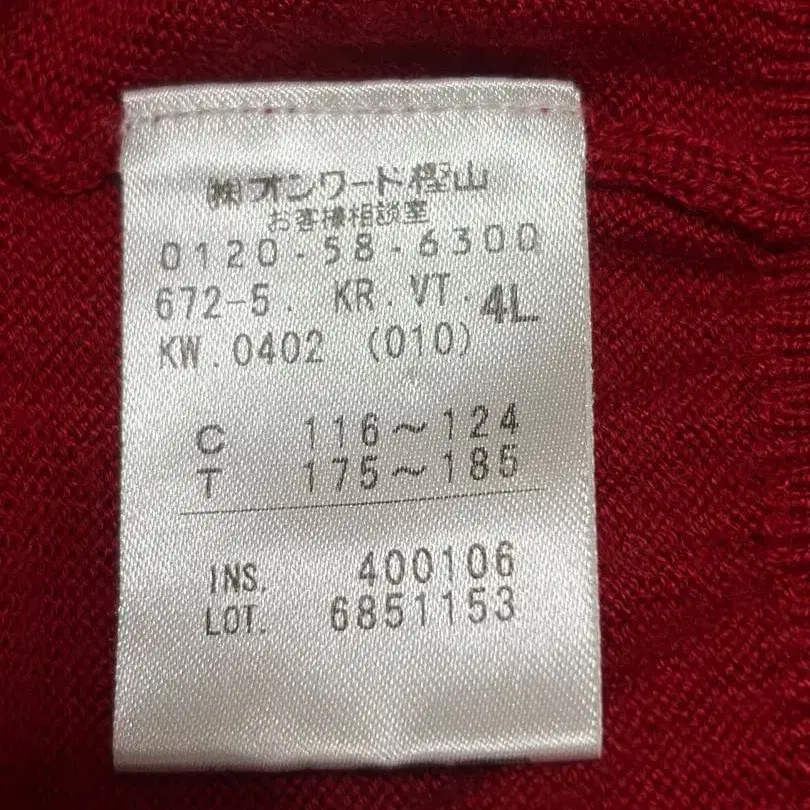 ㈱オンワード樫山
お客様相談室
0120-58-6300
672-5. KR.VT. 4L
KW.0402 (010)
C 116～124
T 175～185
INS. 400106
LOT. 6851153